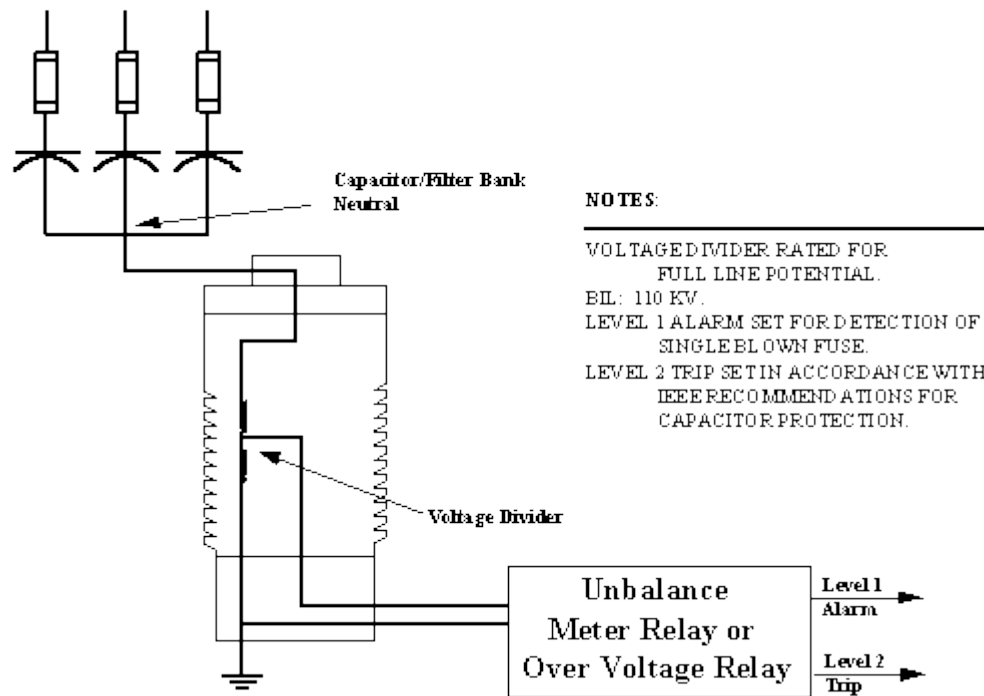 Capacitor/Filter Bank
Neutral
NOTES:
VOLTAGE DIVIDER RATED FOR
FULL LINE POTENTIAL.
BIL: 110 KV.
LEVEL 1 ALARM SET FOR DETECTION OF
SINGLE BLOWN FUSE.
LEVEL 2 TRIP SET IN ACCORDANCE WITH
IEEE RECOMMENDATIONS FOR
CAPACITOR PROTECTION.
Voltage Divider
Unbalance
Meter Relay or
Over Voltage Relay
Level 1
Alarm
Level 2
Trip